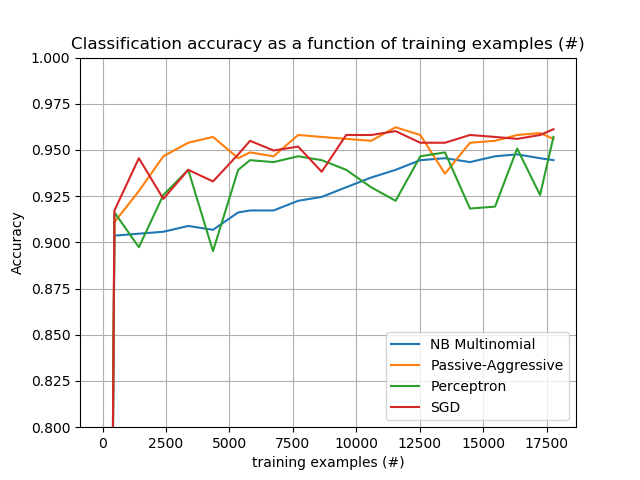 Classification accuracy as a function of training examples (#)
1.000
0.975
0.950
0.925
0.900
0.875
0.850
0.825
0.800
Accuracy
NB Multinomial
Passive-Aggressive
Perceptron
SGD
0 2500 5000 7500 10000 12500 15000 17500
training examples (#)